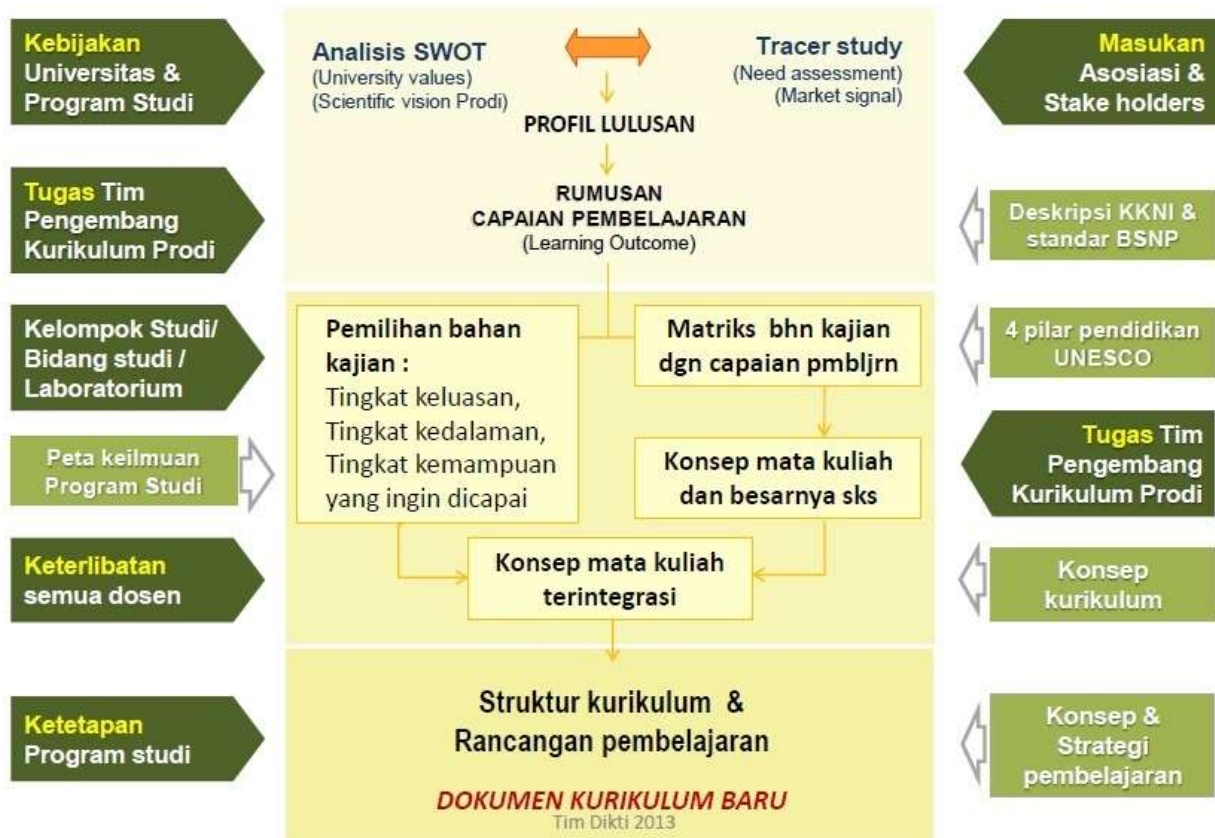 Kebijakan
Universitas &
Program Studi
Analisis SWOT
(University values)
(Scientific vision Prodi)
Tracer study
(Need assessment)
(Market signal)
Masukan
Asosiasi &
Stake holders
PROFIL LULUSAN
Tugas Tim
Pengembang
Kurikulum Prodi
RUMUSAN
CAPAIAN PEMBELAJARAN
(Learning Outcome)
Deskripsi KKNI &
standar BSNP
Kelompok Studi/
Bidang studi /
Laboratorium
Pemilihan bahan
kajian :
Tingkat keluasan,
Tingkat kedalaman,
Tingkat kemampuan
yang ingin dicapai
Matriks bhn kajian
dgn capaian pmbljrn
4 pilar pendidikan
UNESCO
Peta keilmuan
Program Studi
Konsep mata kuliah
dan besarnya sks
Tugas Tim
Pengembang
Kurikulum Prodi
Keterlibatan
semua dosen
Konsep mata kuliah
terintegrasi
Konsep
kurikulum
Ketetapan
Program studi
Struktur kurikulum &
Rancangan pembelajaran
Konsep &
Strategi
pembelajaran
DOKUMEN KURIKULUM BARU
Tim Dikti 2013